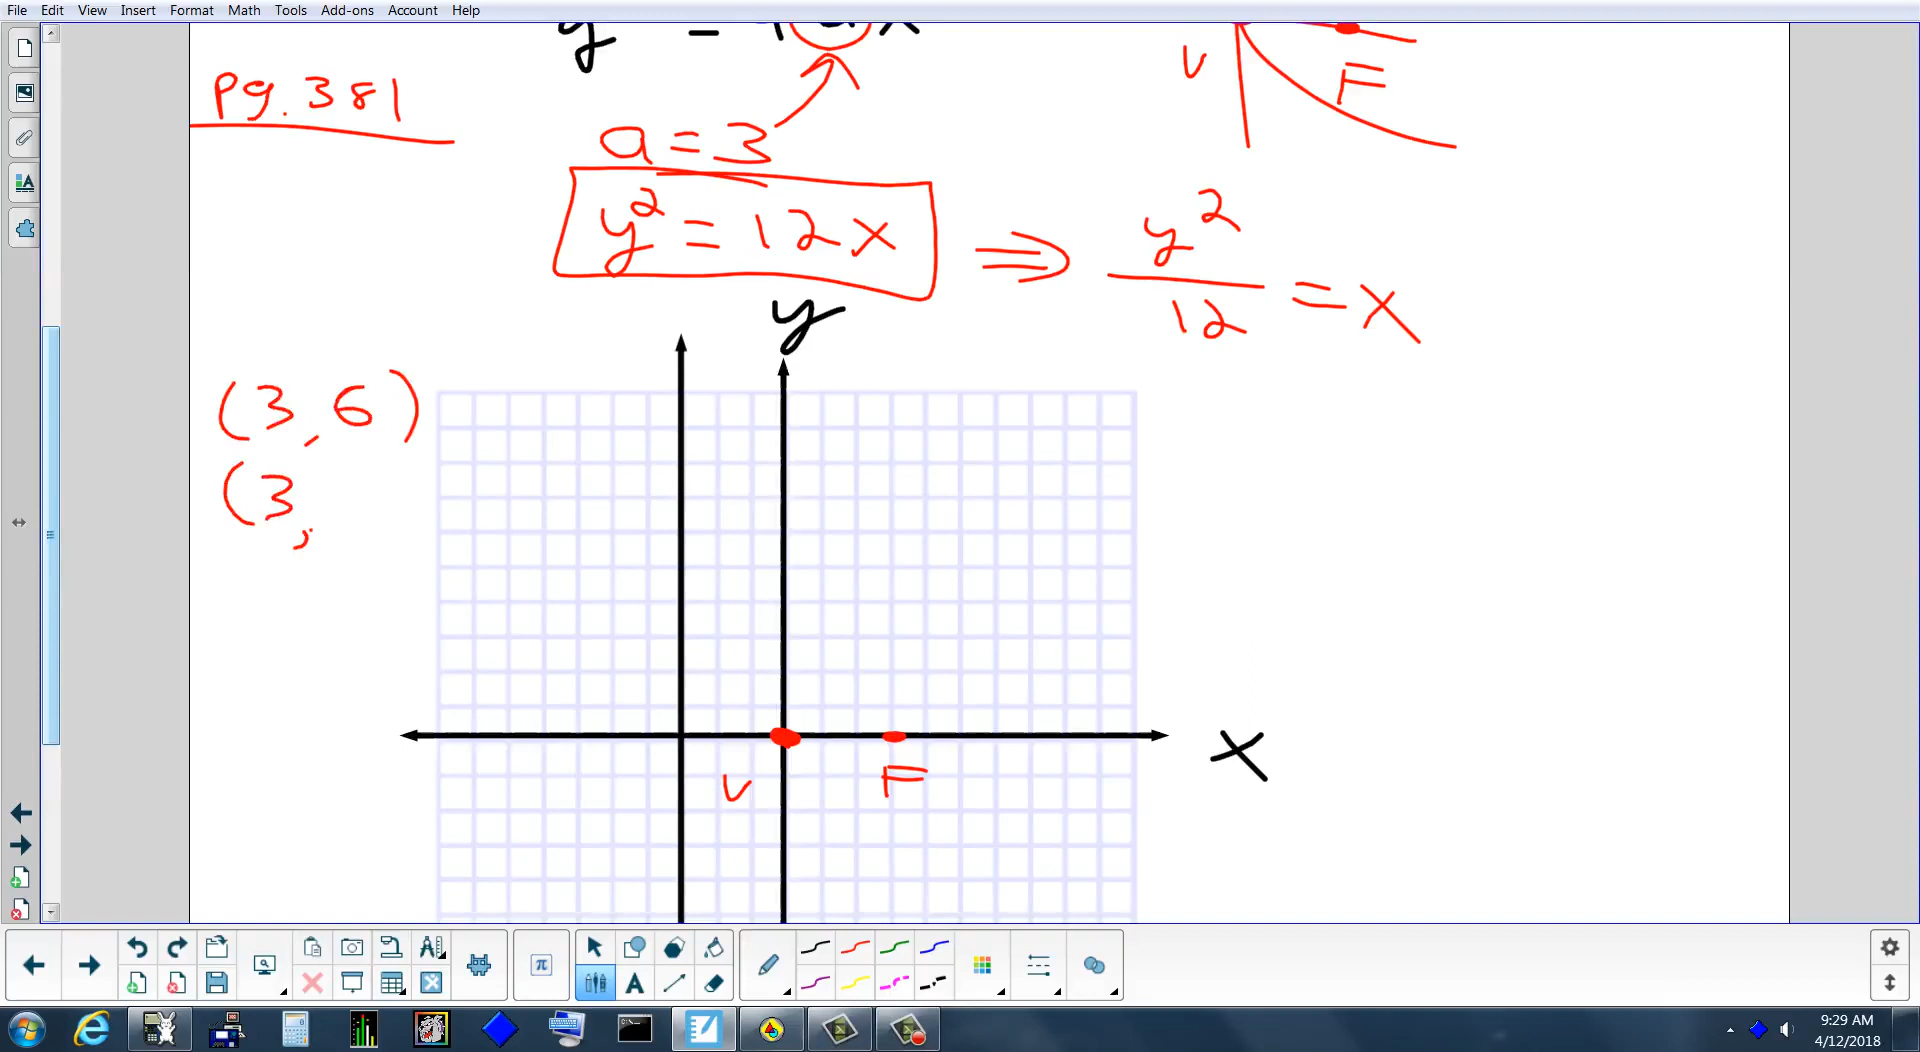 File Edit View Insert Format Math Tools Add-ons Account Help
V
F
Pg. 381
a = 3
y² = 12x ⇒ y²/12 = x
y
(3, 6)
(3,
V F
X
π
A
9:29 AM
4/12/2018